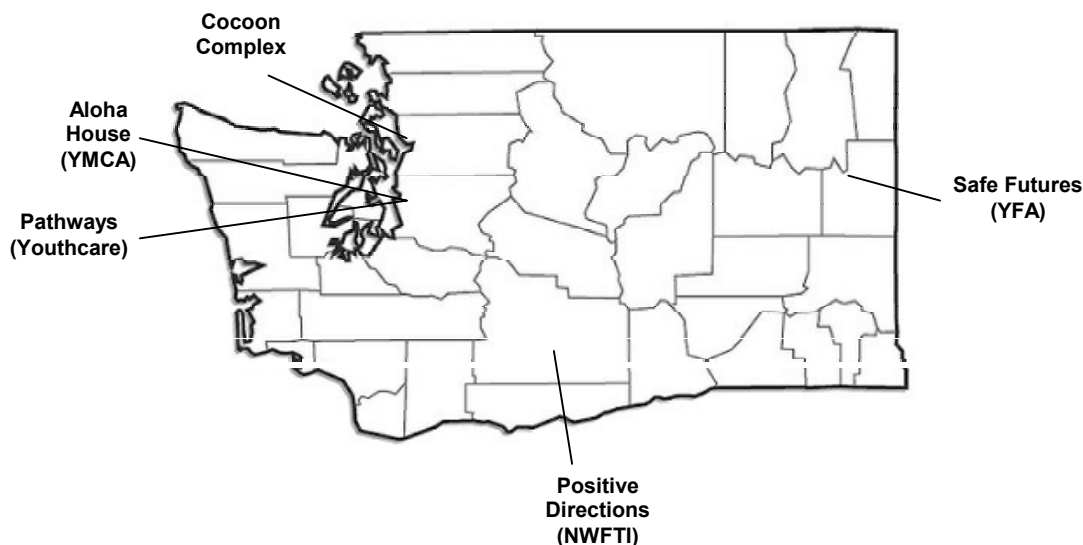 Cocoon
Complex
Aloha
House
(YMCA)
Pathways
(Youthcare)
Safe Futures
(YFA)
Positive
Directions
(NWFTI)